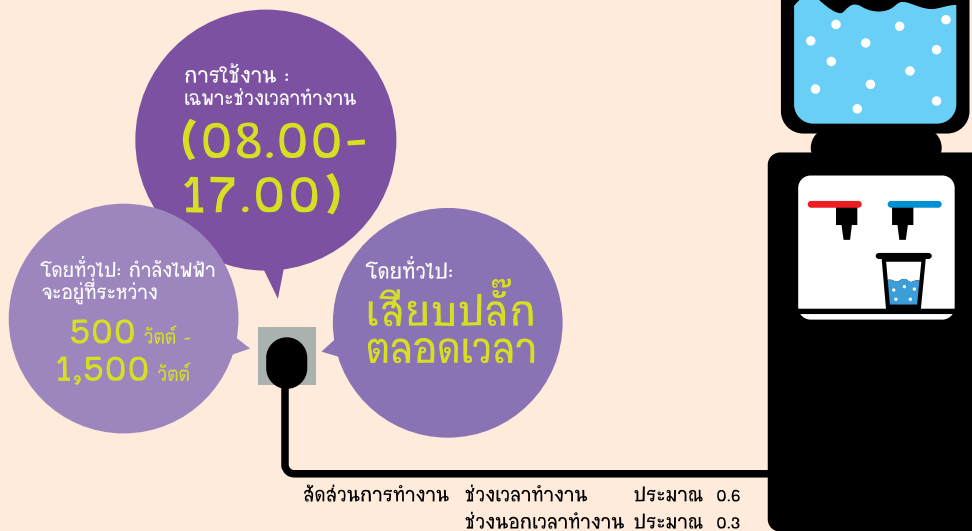 การใช้งาน :
เฉพาะช่วงเวลาทำงาน
(08.00-
17.00)
โดยทั่วไป: กำลังไฟฟ้า
จะอยู่ที่ระหว่าง
500 วัตต์ -
1,500 วัตต์
โดยทั่วไป:
เสียบปลั๊ก
ตลอดเวลา
สัดส่วนการทำงาน ช่วงเวลาทำงาน ประมาณ 0.6
ช่วงนอกเวลาทำงาน ประมาณ 0.3